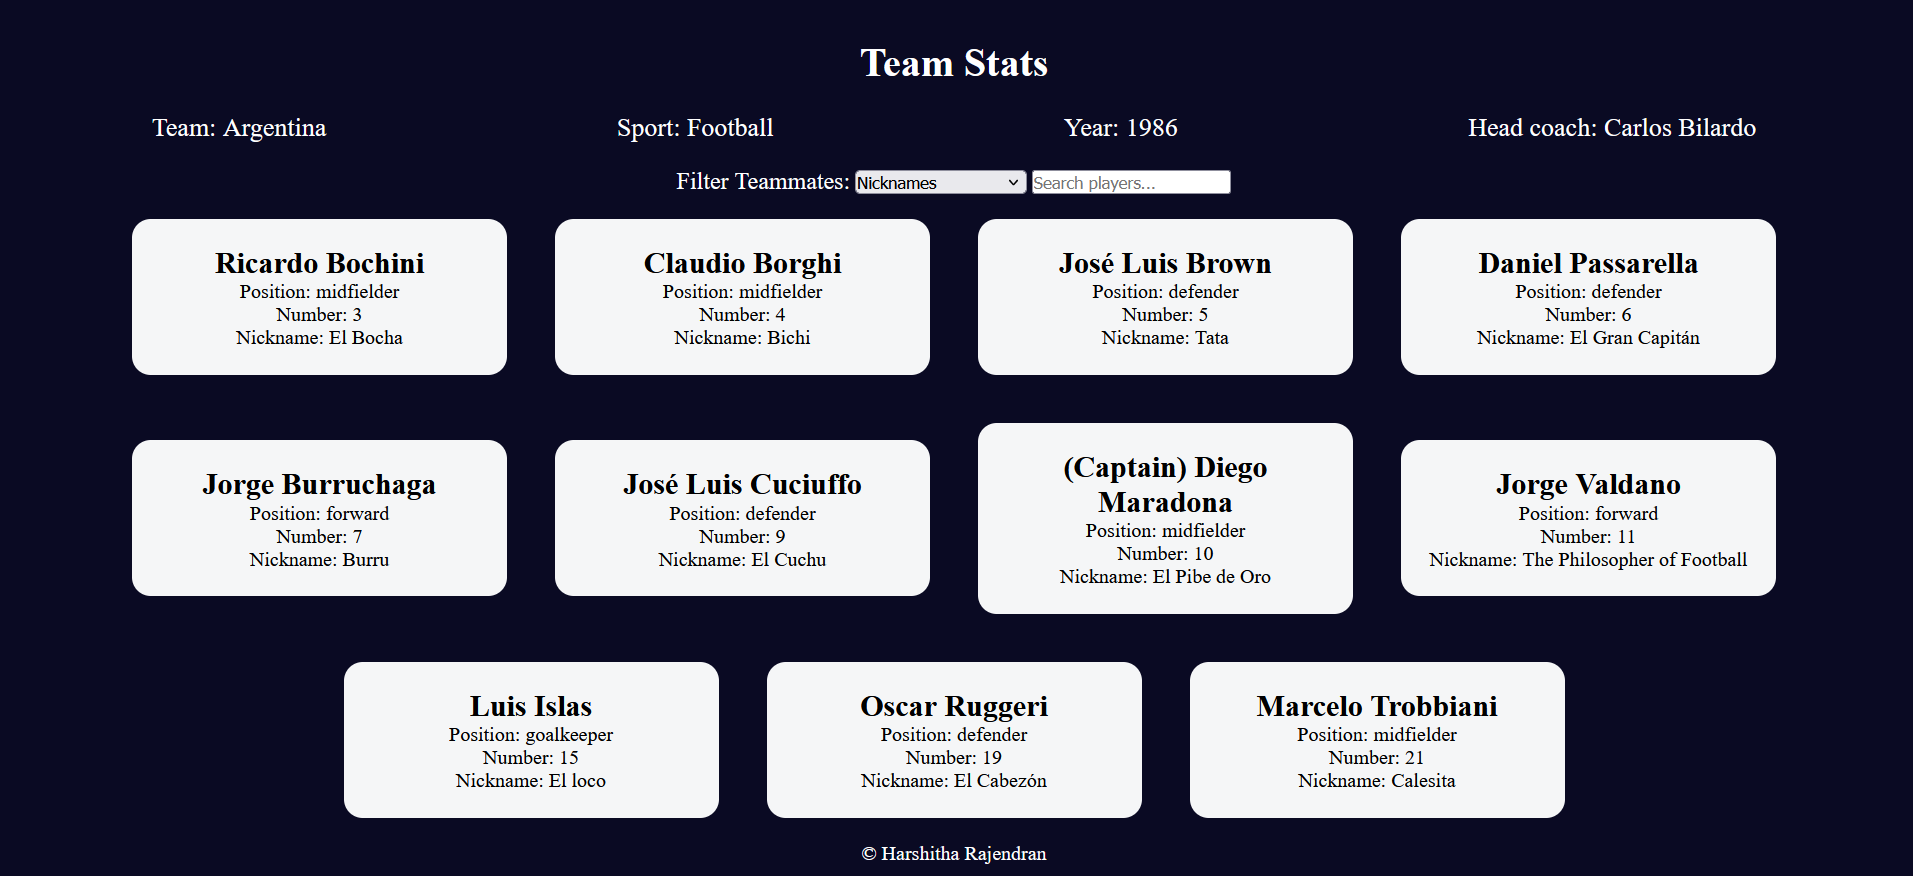 Team Stats
Team: Argentina
Sport: Football
Year: 1986
Head coach: Carlos Bilardo
Filter Teammates: Nicknames Search players...
Ricardo Bochini
Position: midfielder
Number: 3
Nickname: El Bocha
Claudio Borghi
Position: midfielder
Number: 4
Nickname: Bichi
José Luis Brown
Position: defender
Number: 5
Nickname: Tata
Daniel Passarella
Position: defender
Number: 6
Nickname: El Gran Capitán
Jorge Burruchaga
Position: forward
Number: 7
Nickname: Burru
José Luis Cuciuffo
Position: defender
Number: 9
Nickname: El Cuchu
(Captain) Diego
Maradona
Position: midfielder
Number: 10
Nickname: El Pibe de Oro
Jorge Valdano
Position: forward
Number: 11
Nickname: The Philosopher of Football
Luis Islas
Position: goalkeeper
Number: 15
Nickname: El loco
Oscar Ruggeri
Position: defender
Number: 19
Nickname: El Cabezón
Marcelo Trobbiani
Position: midfielder
Number: 21
Nickname: Calesita
© Harshitha Rajendran